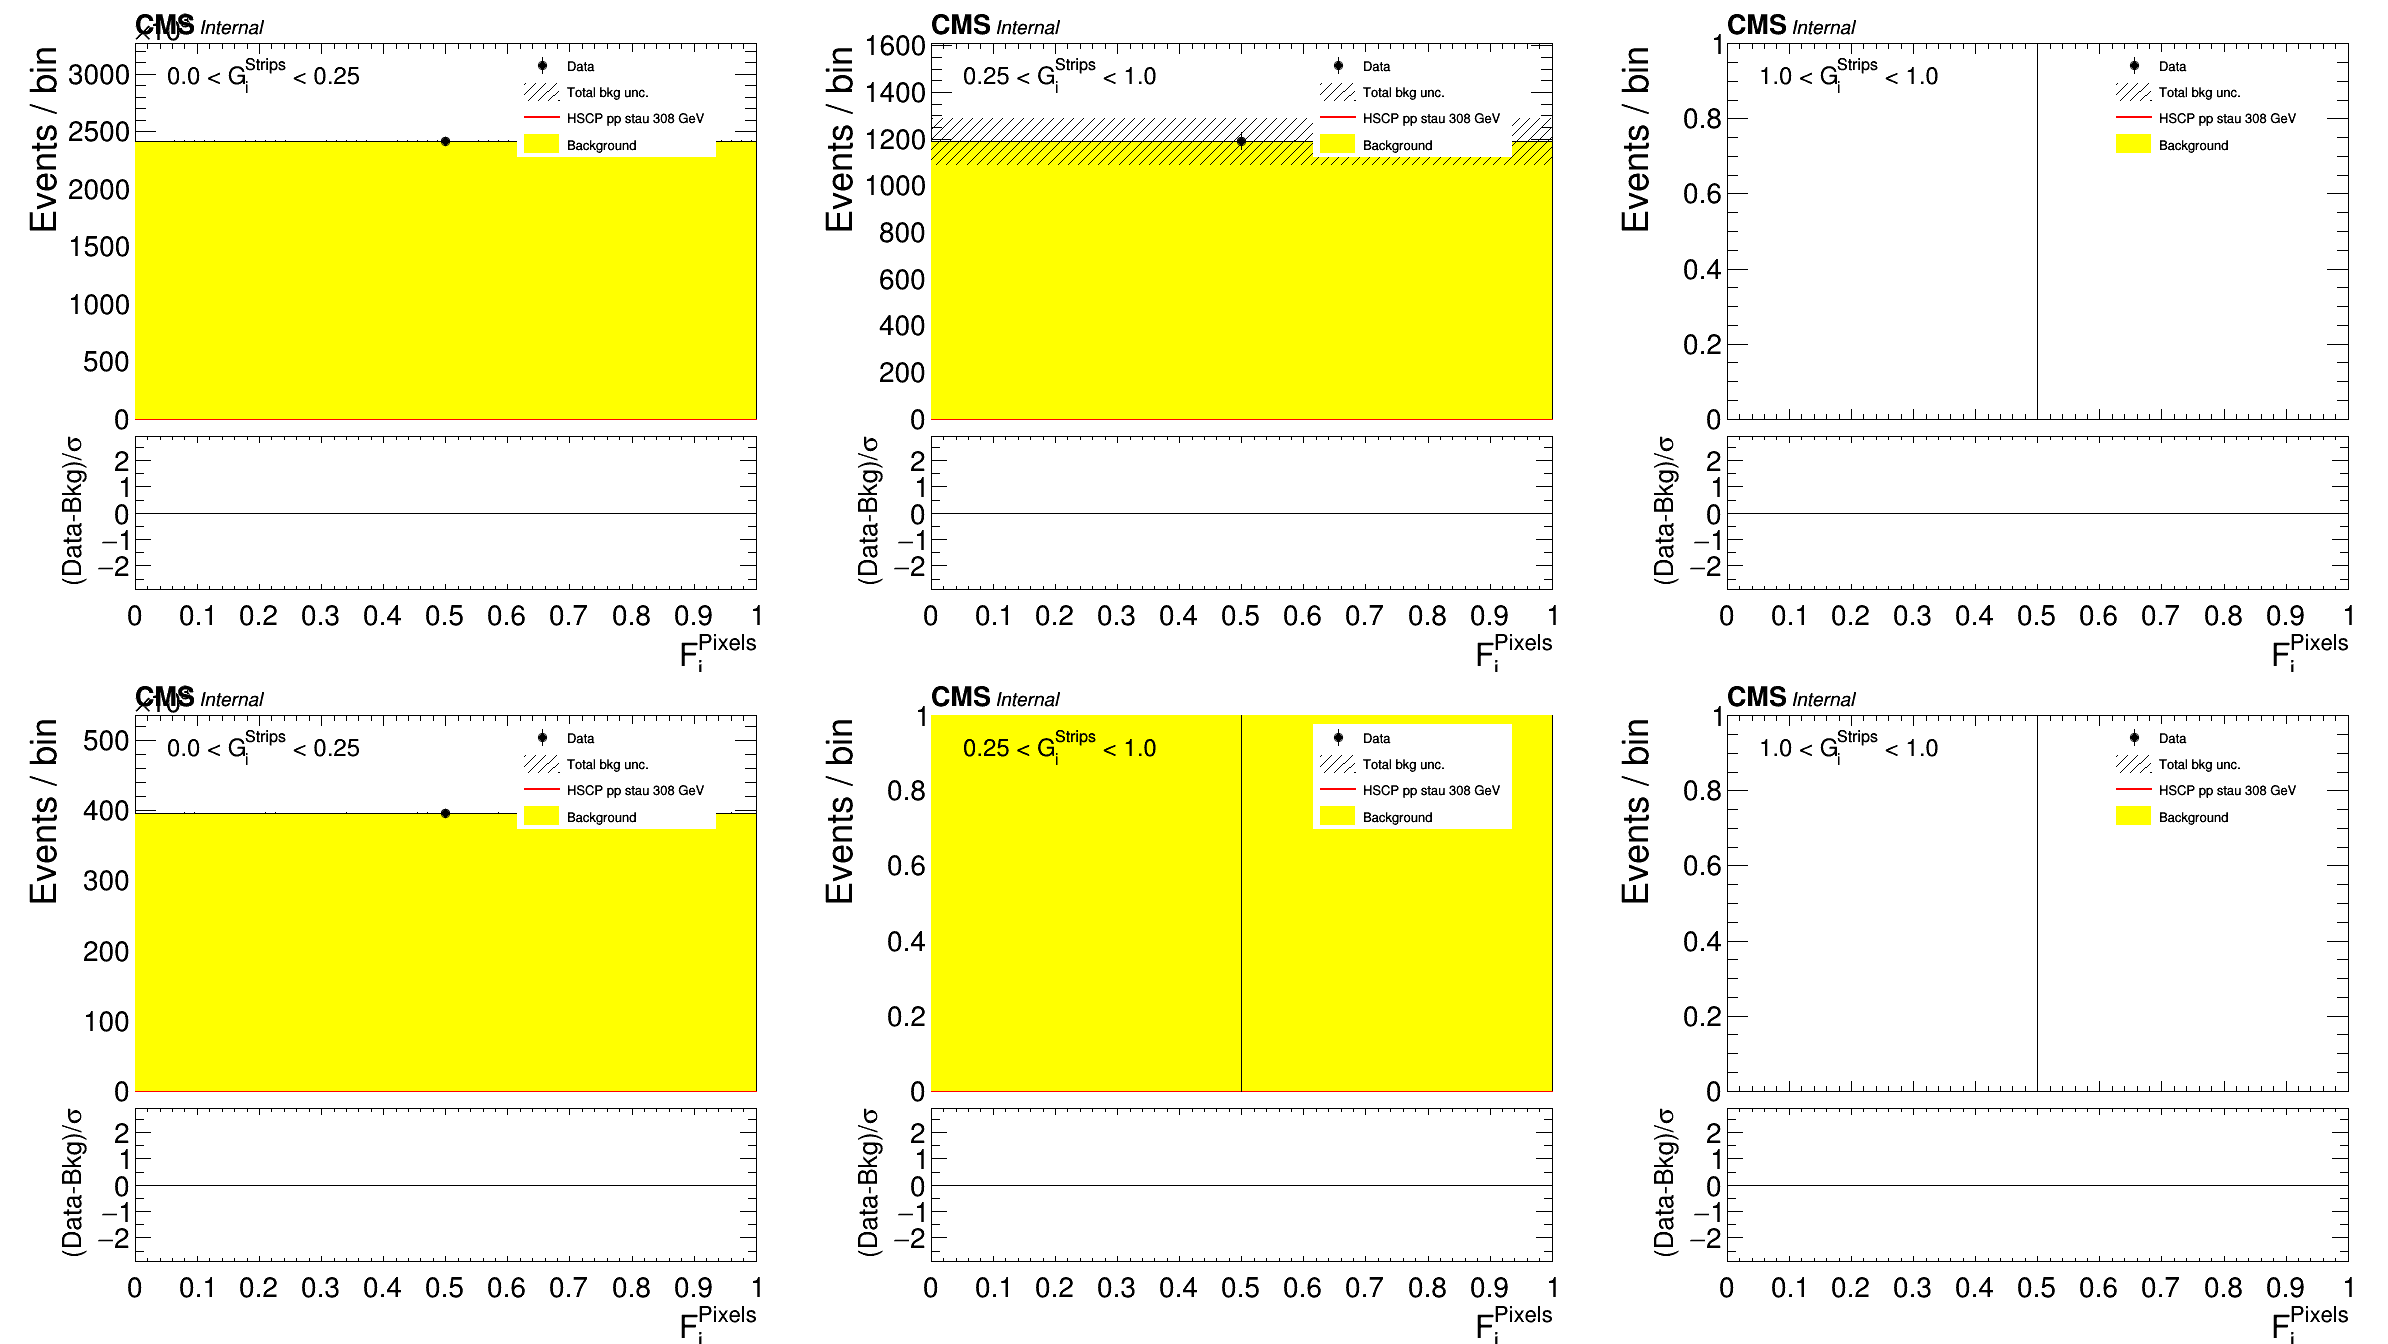 CMS Internal
Events / bin
3000
2500
2000
1500
1000
500
0
0.0 < G_i^Strips < 0.25
Data
Total bkg unc.
HSCP pp stau 308 GeV
Background
(Data-Bkg)/σ
2
1
0
−1
−2
0 0.1 0.2 0.3 0.4 0.5 0.6 0.7 0.8 0.9 1
F_i^Pixels
CMS Internal
Events / bin
1600
1400
1200
1000
800
600
400
200
0
0.25 < G_i^Strips < 1.0
Data
Total bkg unc.
HSCP pp stau 308 GeV
Background
(Data-Bkg)/σ
2
1
0
−1
−2
0 0.1 0.2 0.3 0.4 0.5 0.6 0.7 0.8 0.9 1
F_i^Pixels
CMS Internal
Events / bin
1
0.8
0.6
0.4
0.2
0
1.0 < G_i^Strips < 1.0
Data
Total bkg unc.
HSCP pp stau 308 GeV
Background
(Data-Bkg)/σ
2
1
0
−1
−2
0 0.1 0.2 0.3 0.4 0.5 0.6 0.7 0.8 0.9 1
F_i^Pixels
CMS Internal
Events / bin
500
400
300
200
100
0
0.0 < G_i^Strips < 0.25
Data
Total bkg unc.
HSCP pp stau 308 GeV
Background
(Data-Bkg)/σ
2
1
0
−1
−2
0 0.1 0.2 0.3 0.4 0.5 0.6 0.7 0.8 0.9 1
F_i^Pixels
CMS Internal
Events / bin
1
0.8
0.6
0.4
0.2
0
0.25 < G_i^Strips < 1.0
Data
Total bkg unc.
HSCP pp stau 308 GeV
Background
(Data-Bkg)/σ
2
1
0
−1
−2
0 0.1 0.2 0.3 0.4 0.5 0.6 0.7 0.8 0.9 1
F_i^Pixels
CMS Internal
Events / bin
1
0.8
0.6
0.4
0.2
0
1.0 < G_i^Strips < 1.0
Data
Total bkg unc.
HSCP pp stau 308 GeV
Background
(Data-Bkg)/σ
2
1
0
−1
−2
0 0.1 0.2 0.3 0.4 0.5 0.6 0.7 0.8 0.9 1
F_i^Pixels